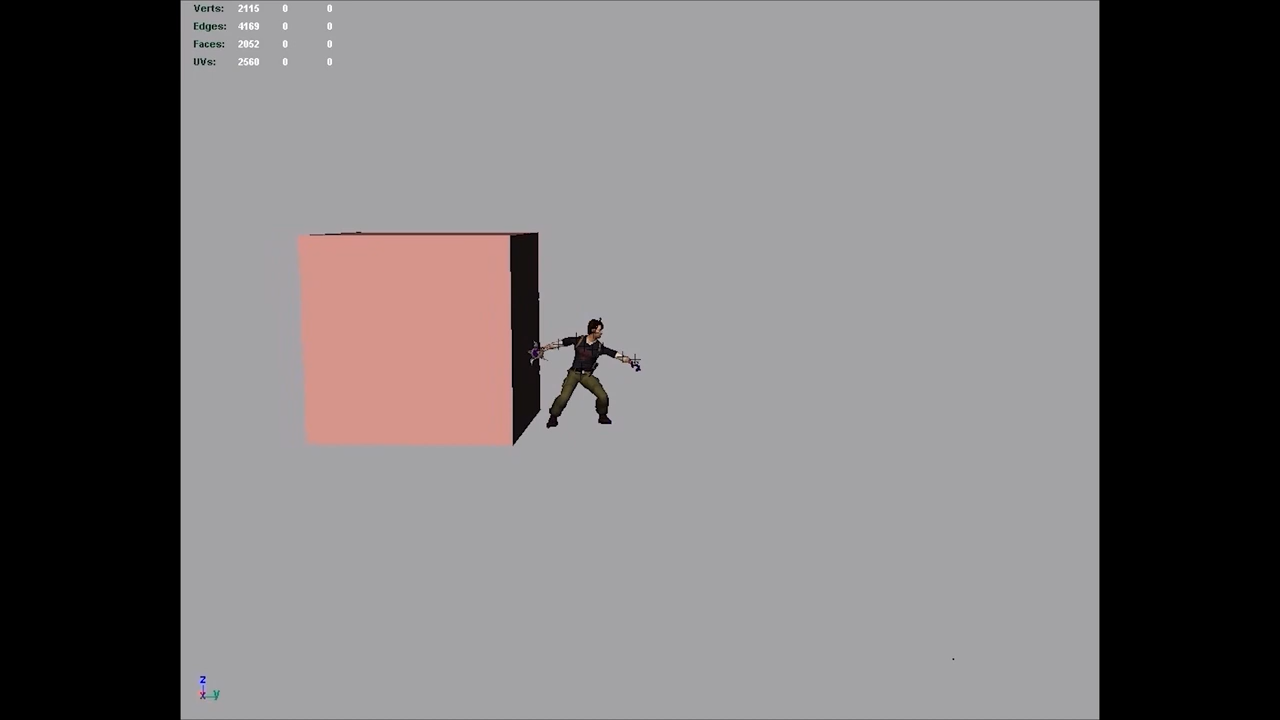 Verts: 2115 0 0
Edges: 4169 0 0
Faces: 2052 0 0
UVs: 2560 0 0
z
x y